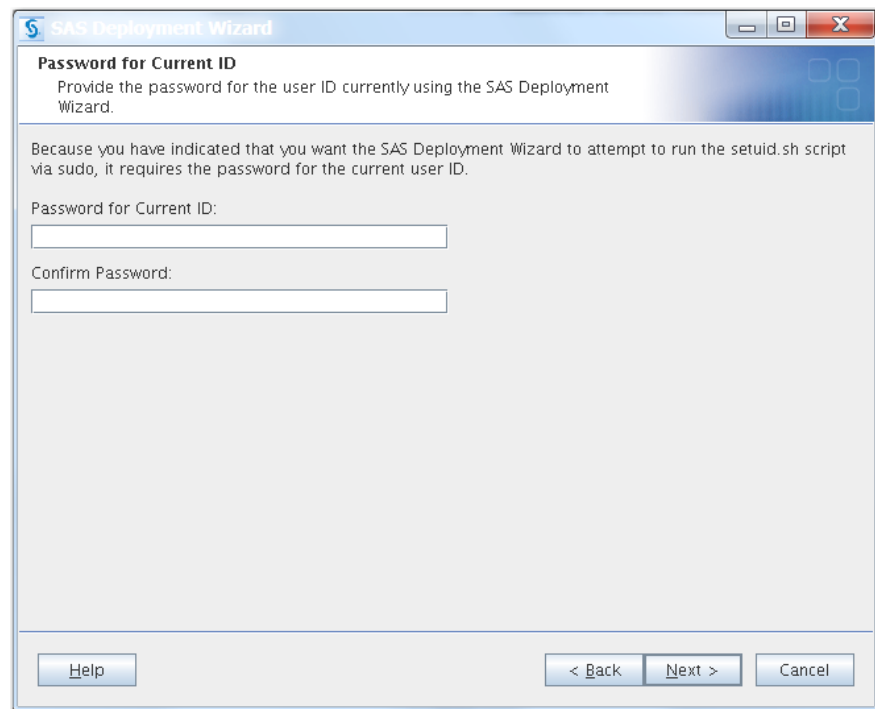 SAS Deployment Wizard
Password for Current ID
Provide the password for the user ID currently using the SAS Deployment
Wizard.
Because you have indicated that you want the SAS Deployment Wizard to attempt to run the setuid.sh script
via sudo, it requires the password for the current user ID.
Password for Current ID:
Confirm Password:
Help
< Back
Next >
Cancel